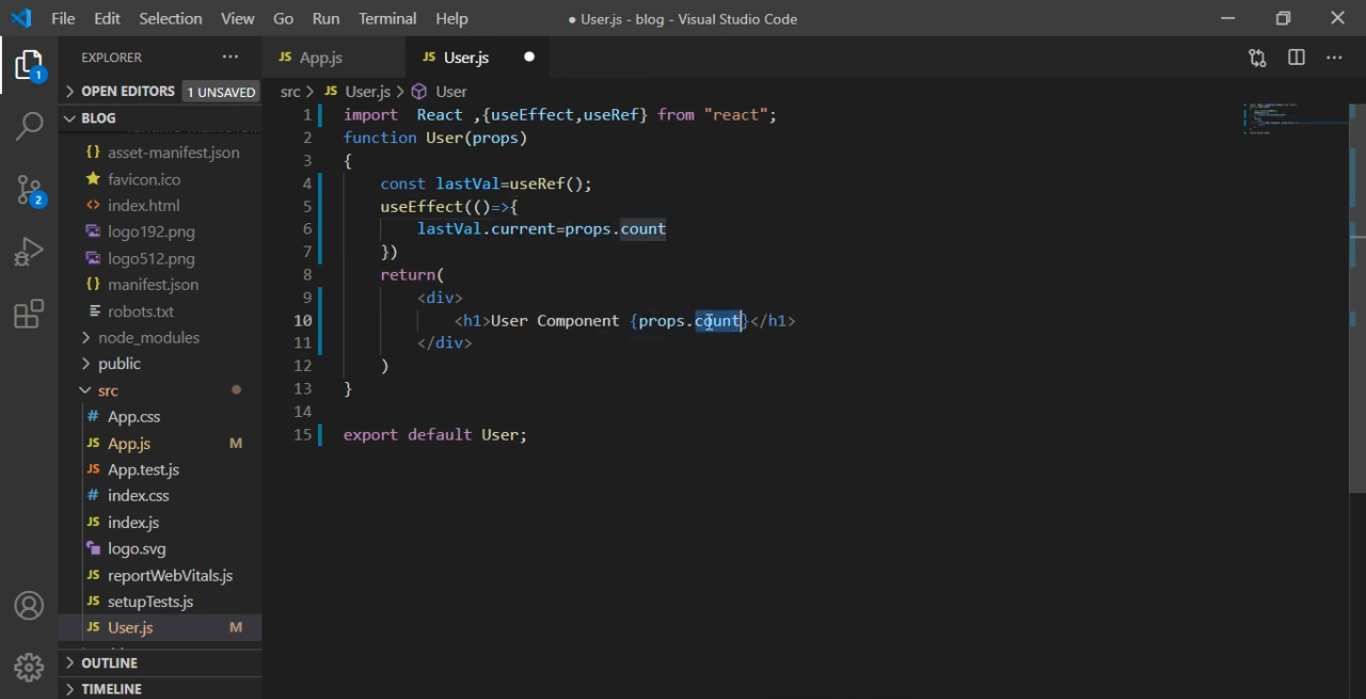 File Edit Selection View Go Run Terminal Help ● User.js - blog - Visual Studio Code
EXPLORER ···
JS App.js JS User.js ●
OPEN EDITORS 1 UNSAVED
src > JS User.js > User
BLOG
{} asset-manifest.json
favicon.ico
<> index.html
logo192.png
logo512.png
{} manifest.json
robots.txt
> node_modules
> public
src
# App.css
JS App.js M
JS App.test.js
# index.css
JS index.js
logo.svg
JS reportWebVitals.js
JS setupTests.js
JS User.js M
> OUTLINE
> TIMELINE
1
2
1 import React ,{useEffect,useRef} from "react";
2 function User(props)
3 {
4 const lastVal=useRef();
5 useEffect(()=>{
6 lastVal.current=props.count
7 })
8 return(
9 <div>
10 <h1>User Component {props.count}</h1>
11 </div>
12 )
13 }
14
15 export default User;